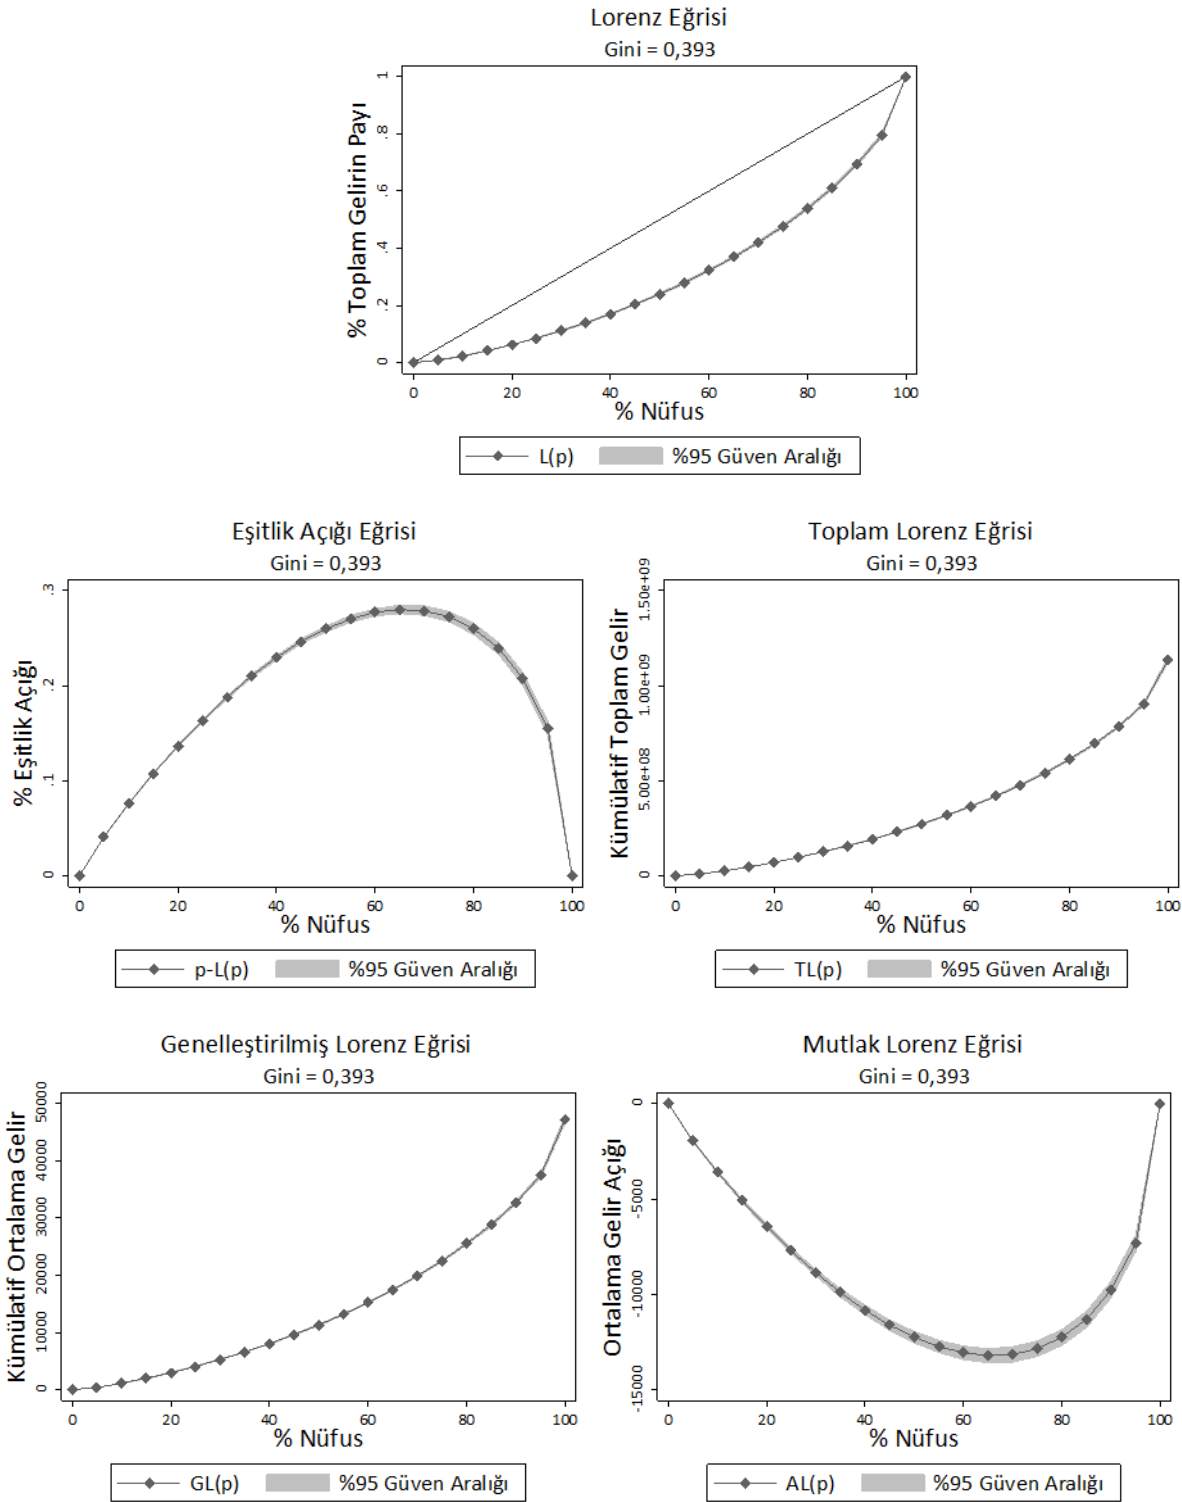 Lorenz Eğrisi
Gini = 0,393
% Toplam Gelirin Payı
1
.8
.6
.4
.2
0
0 20 40 60 80 100
% Nüfus
L(p) %95 Güven Aralığı
Eşitlik Açığı Eğrisi
Gini = 0,393
% Eşitlik Açığı
.3
.2
.1
0
0 20 40 60 80 100
% Nüfus
p-L(p) %95 Güven Aralığı
Toplam Lorenz Eğrisi
Gini = 0,393
Kümülatif Toplam Gelir
1.50e+09
1.00e+09
5.00e+08
0
0 20 40 60 80 100
% Nüfus
TL(p) %95 Güven Aralığı
Genelleştirilmiş Lorenz Eğrisi
Gini = 0,393
Kümülatif Ortalama Gelir
50000
40000
30000
20000
10000
0
0 20 40 60 80 100
% Nüfus
GL(p) %95 Güven Aralığı
Mutlak Lorenz Eğrisi
Gini = 0,393
Ortalama Gelir Açığı
0
-5000
-10000
-15000
0 20 40 60 80 100
% Nüfus
AL(p) %95 Güven Aralığı